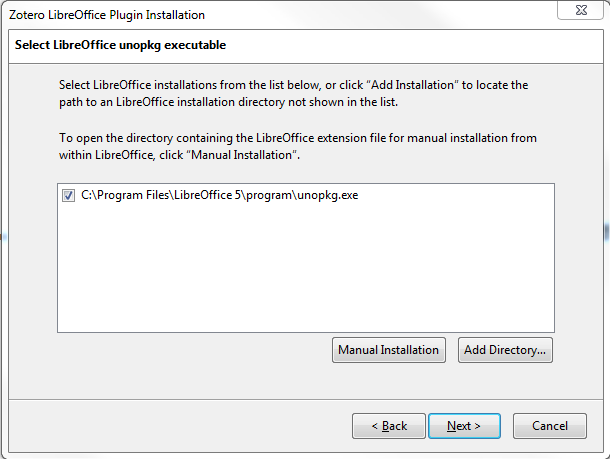 Zotero LibreOffice Plugin Installation
Select LibreOffice unopkg executable
Select LibreOffice installations from the list below, or click “Add Installation” to locate the
path to an LibreOffice installation directory not shown in the list.
To open the directory containing the LibreOffice extension file for manual installation from
within LibreOffice, click “Manual Installation”.
C:\Program Files\LibreOffice 5\program\unopkg.exe
Manual Installation
Add Directory...
< Back
Next >
Cancel